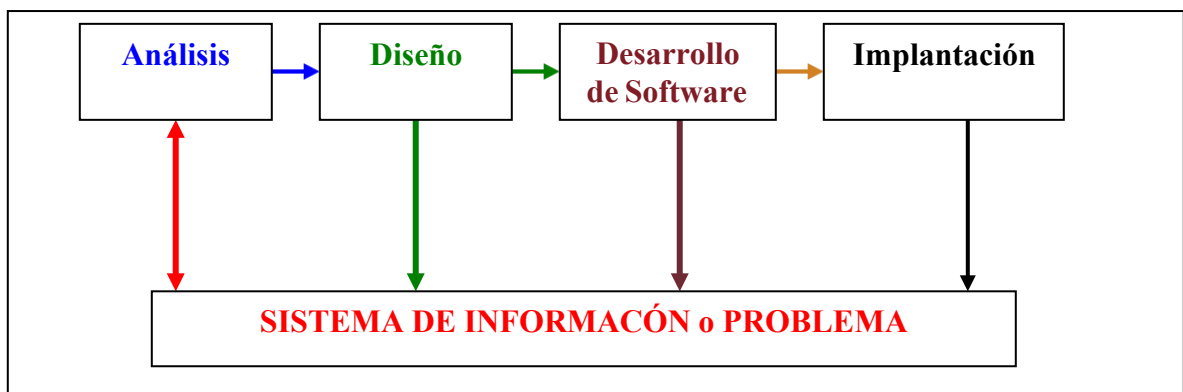 Análisis
Diseño
Desarrollo
de Software
Implantación
SISTEMA DE INFORMACÓN o PROBLEMA